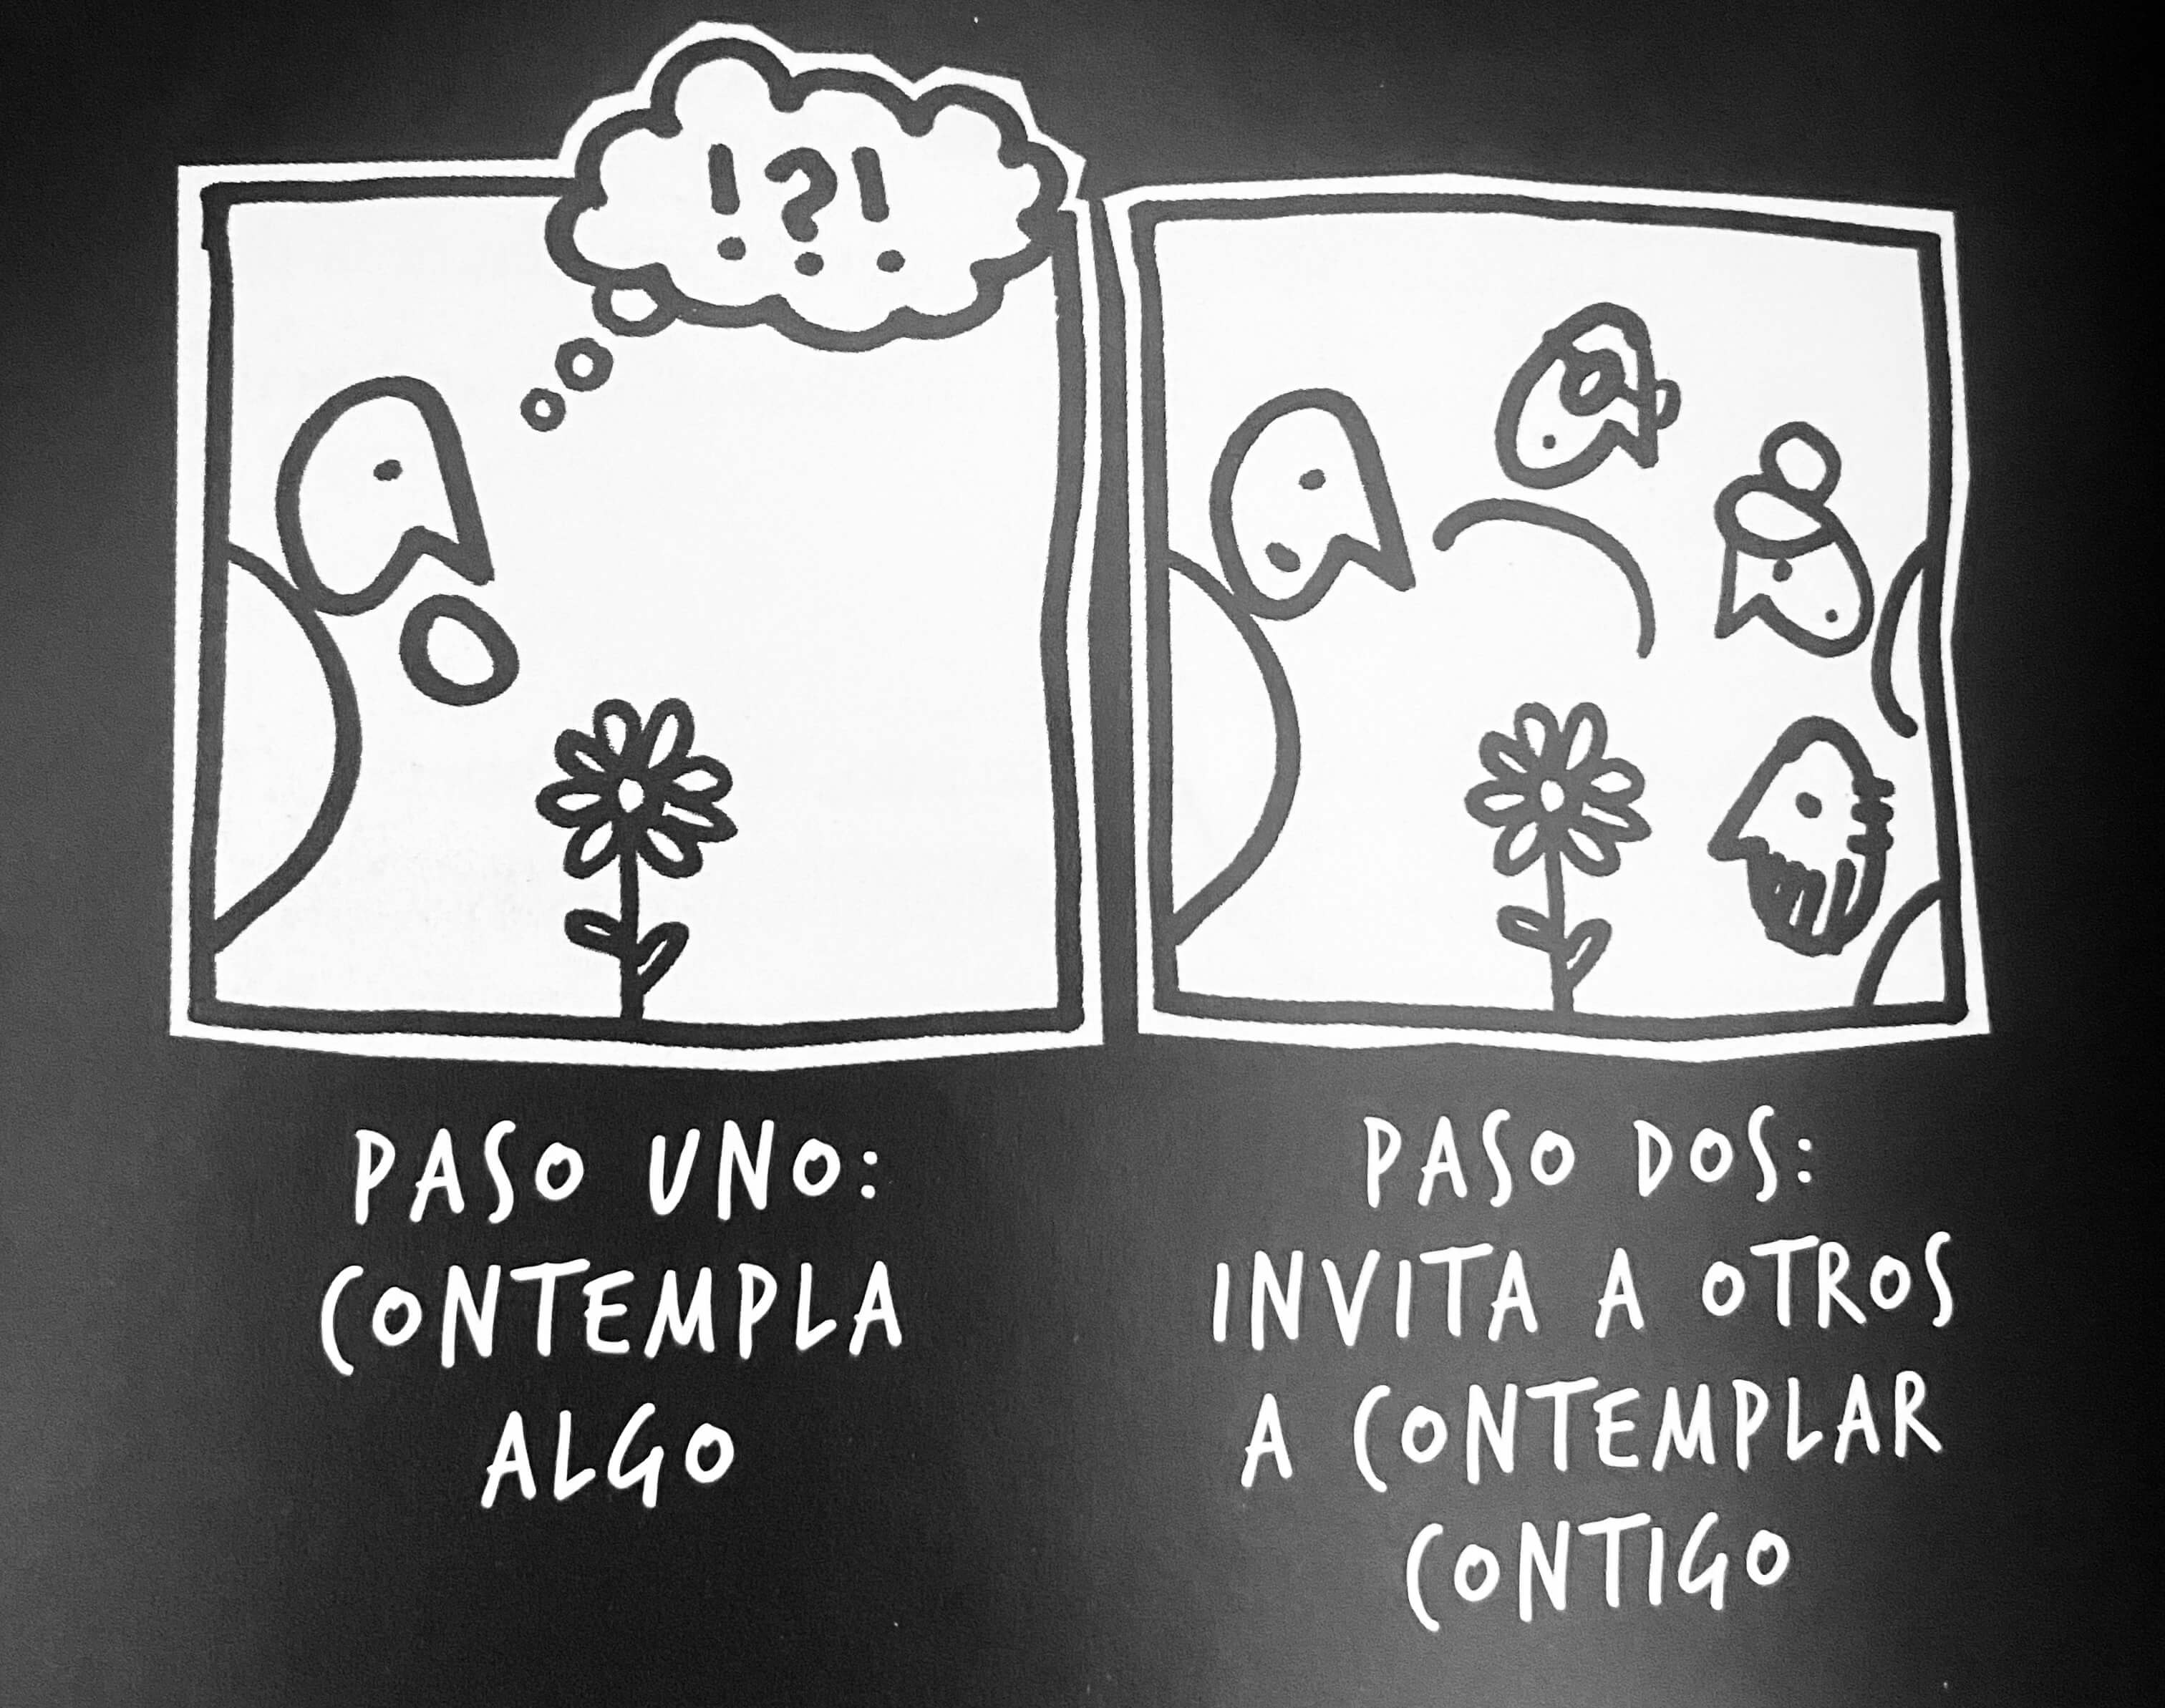 !?!
PASO UNO:
CONTEMPLA
ALGO
PASO DOS:
INVITA A OTROS
A CONTEMPLAR
CONTIGO